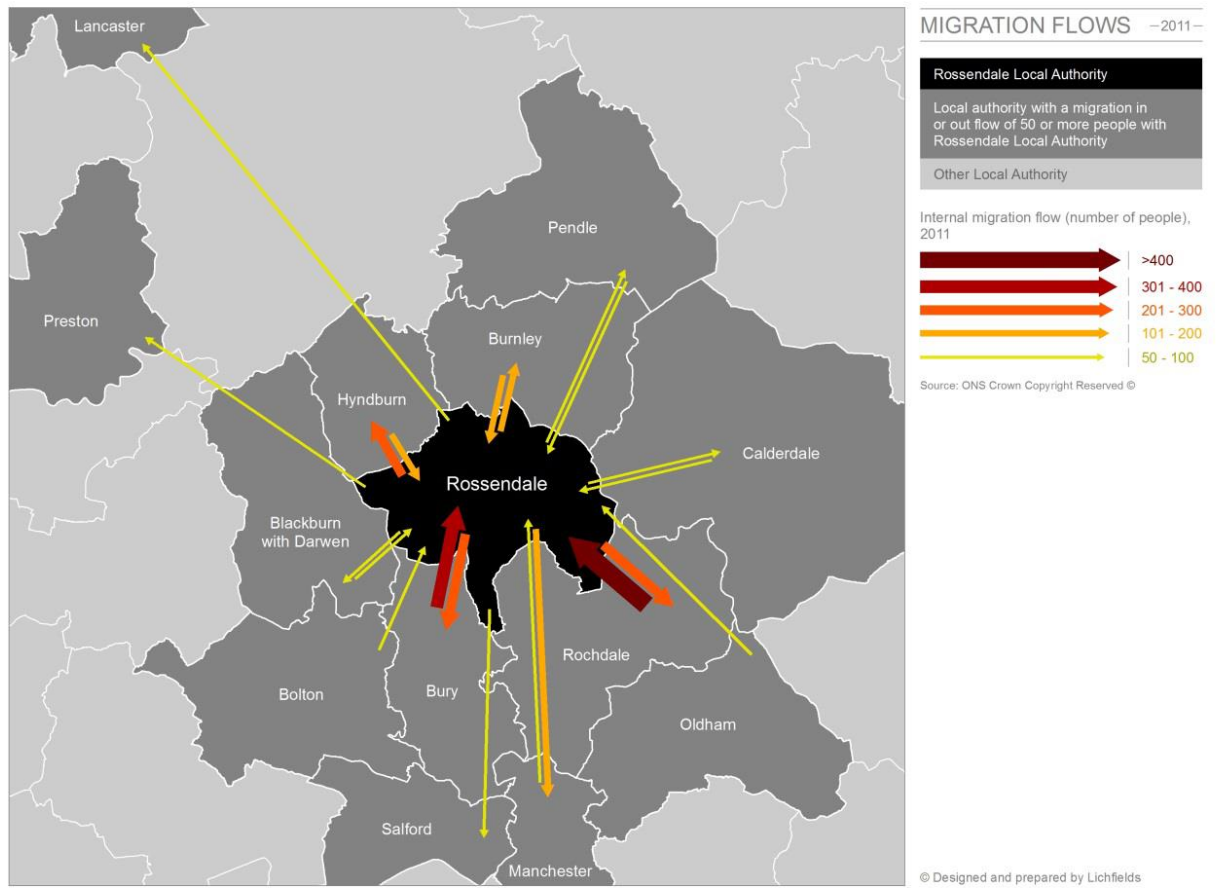 Lancaster
Pendle
Preston
Burnley
Hyndburn
Calderdale
Rossendale
Blackburn
with Darwen
Rochdale
Bolton
Bury
Oldham
Salford
Manchester
MIGRATION FLOWS –2011–
Rossendale Local Authority
Local authority with a migration in
or out flow of 50 or more people with
Rossendale Local Authority
Other Local Authority
Internal migration flow (number of people),
2011
>400
301 - 400
201 - 300
101 - 200
50 - 100
Source: ONS Crown Copyright Reserved ©
© Designed and prepared by Lichfields